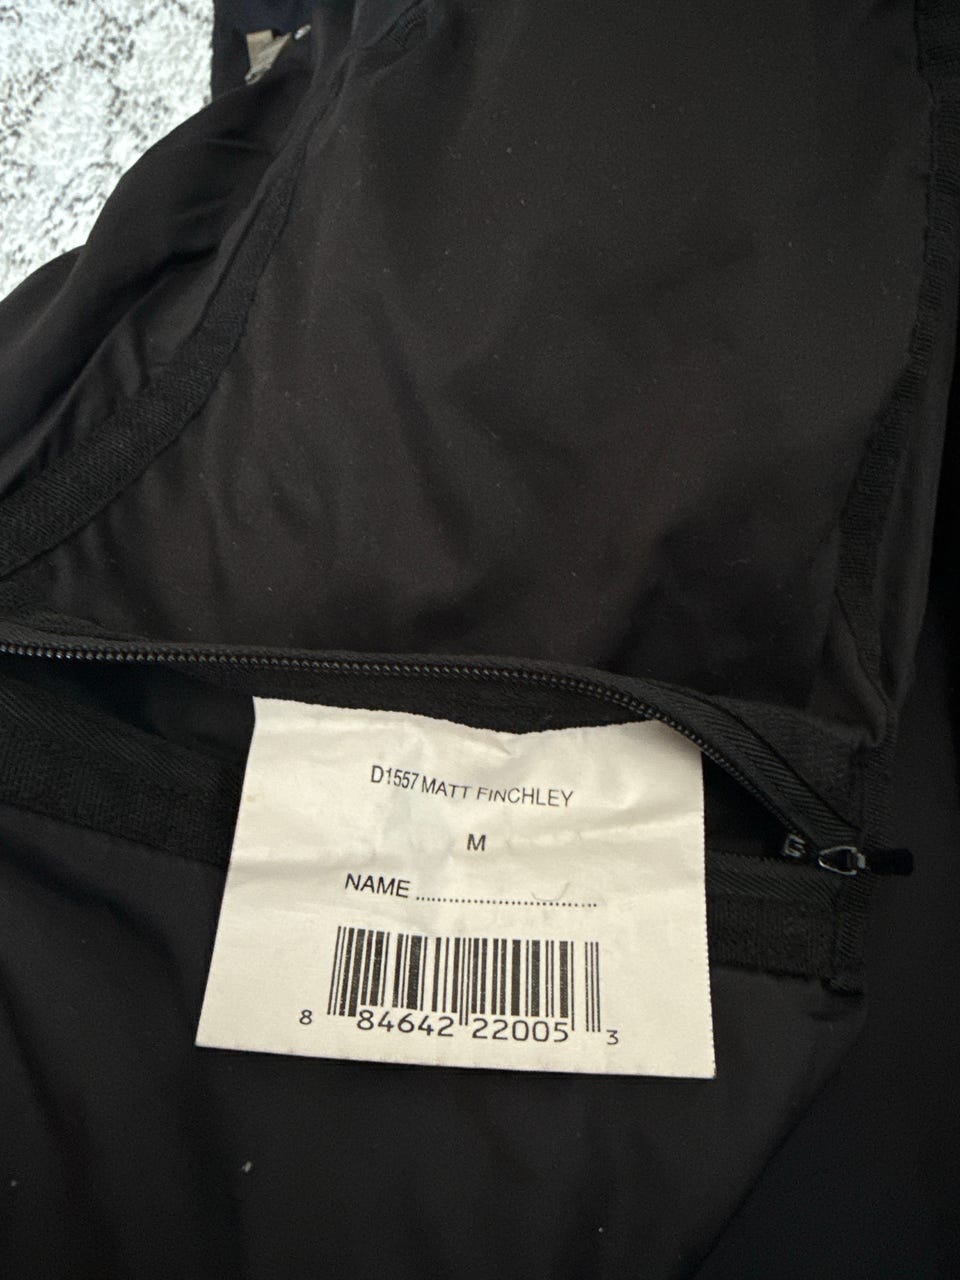 D1557 MATT FINCHLEY
M
NAME ..................................
8 84642 22005 3